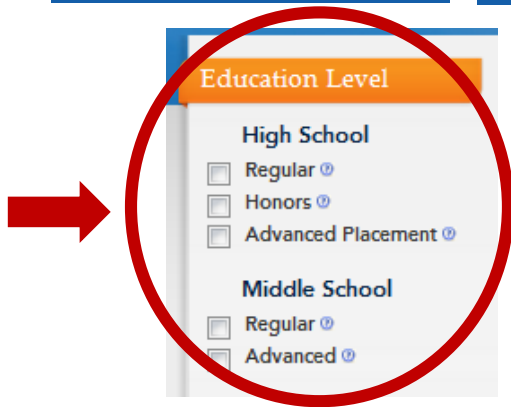 Education Level
High School
Regular
Honors
Advanced Placement
Middle School
Regular
Advanced